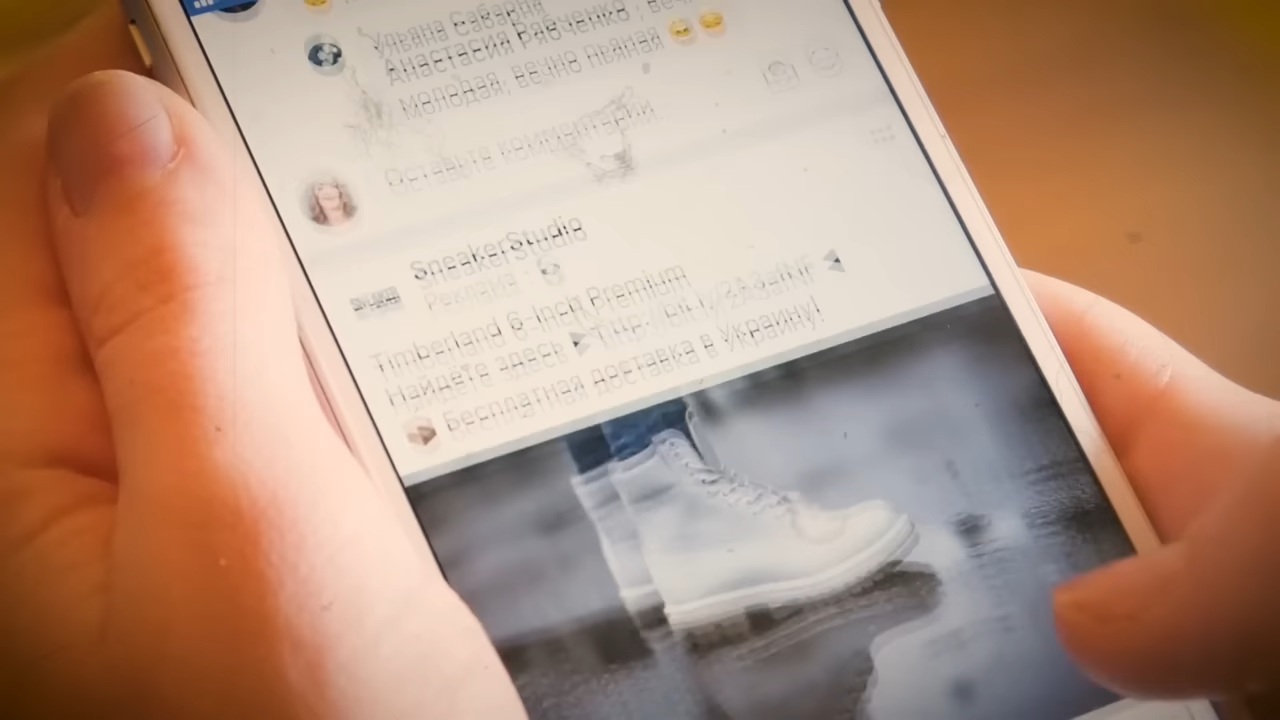 Ульяна Сабарня
Анастасия Рябченко , вечно
молодая, вечно пьяная
Оставьте комментарий...
SneakerStudio
Реклама ·
Timberland 6-Inch Premium
Найдете здесь
Бесплатная доставка в Украину!